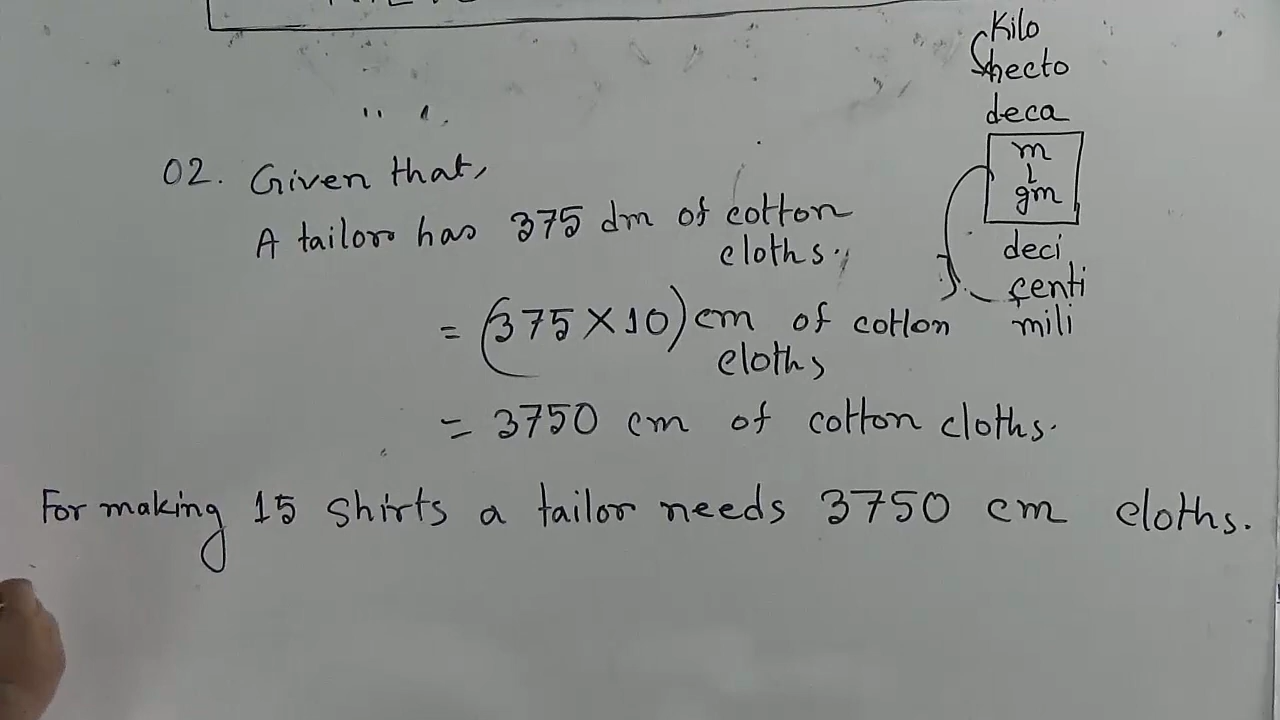 Kilo
hecto
deca
m
gm
deci
centi
mili
02. Given that,
A tailor has 375 dm of cotton
cloths.
= (375 × 10) cm of cotton
cloths
= 3750 cm of cotton cloths.
For making 15 shirts a tailor needs 3750 cm cloths.